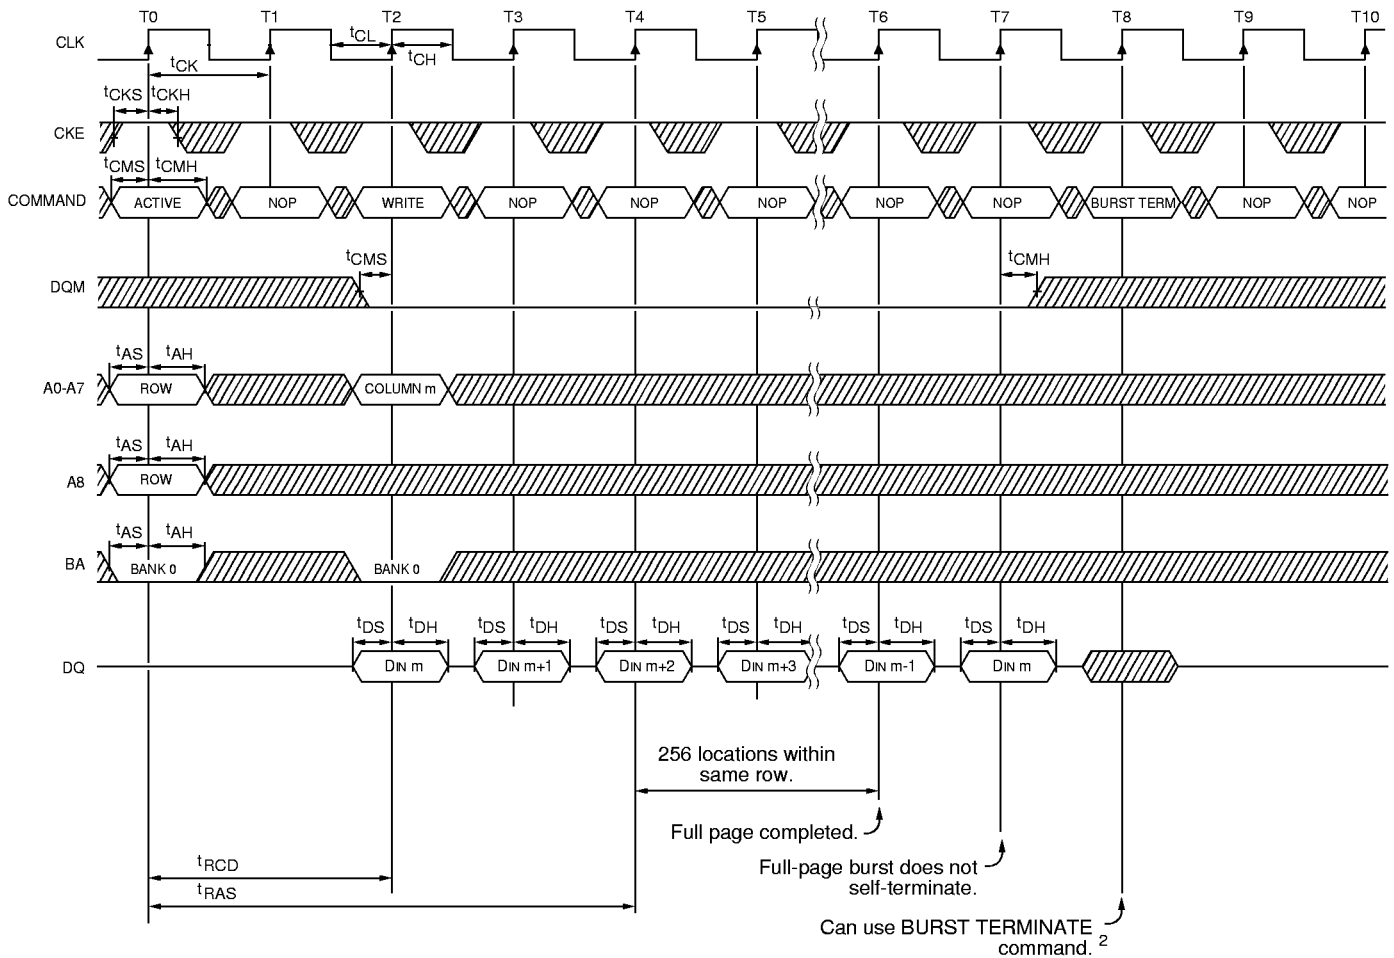 T0 T1 T2 T3 T4 T5 T6 T7 T8 T9 T10
CLK
tCL
tCH
tCK
tCKS tCKH
CKE
tCMS tCMH
COMMAND ACTIVE NOP WRITE NOP NOP NOP NOP NOP BURST TERM NOP NOP
tCMS tCMH
DQM
tAS tAH
A0-A7 ROW COLUMN m
tAS tAH
A8 ROW
tAS tAH
BA BANK 0 BANK 0
tDS tDH tDS tDH tDS tDH tDS tDH tDS tDH tDS tDH
DQ DIN m DIN m+1 DIN m+2 DIN m+3 DIN m-1 DIN m
256 locations within
same row.
Full page completed.
Full-page burst does not
self-terminate.
tRCD
tRAS
Can use BURST TERMINATE
command. 2